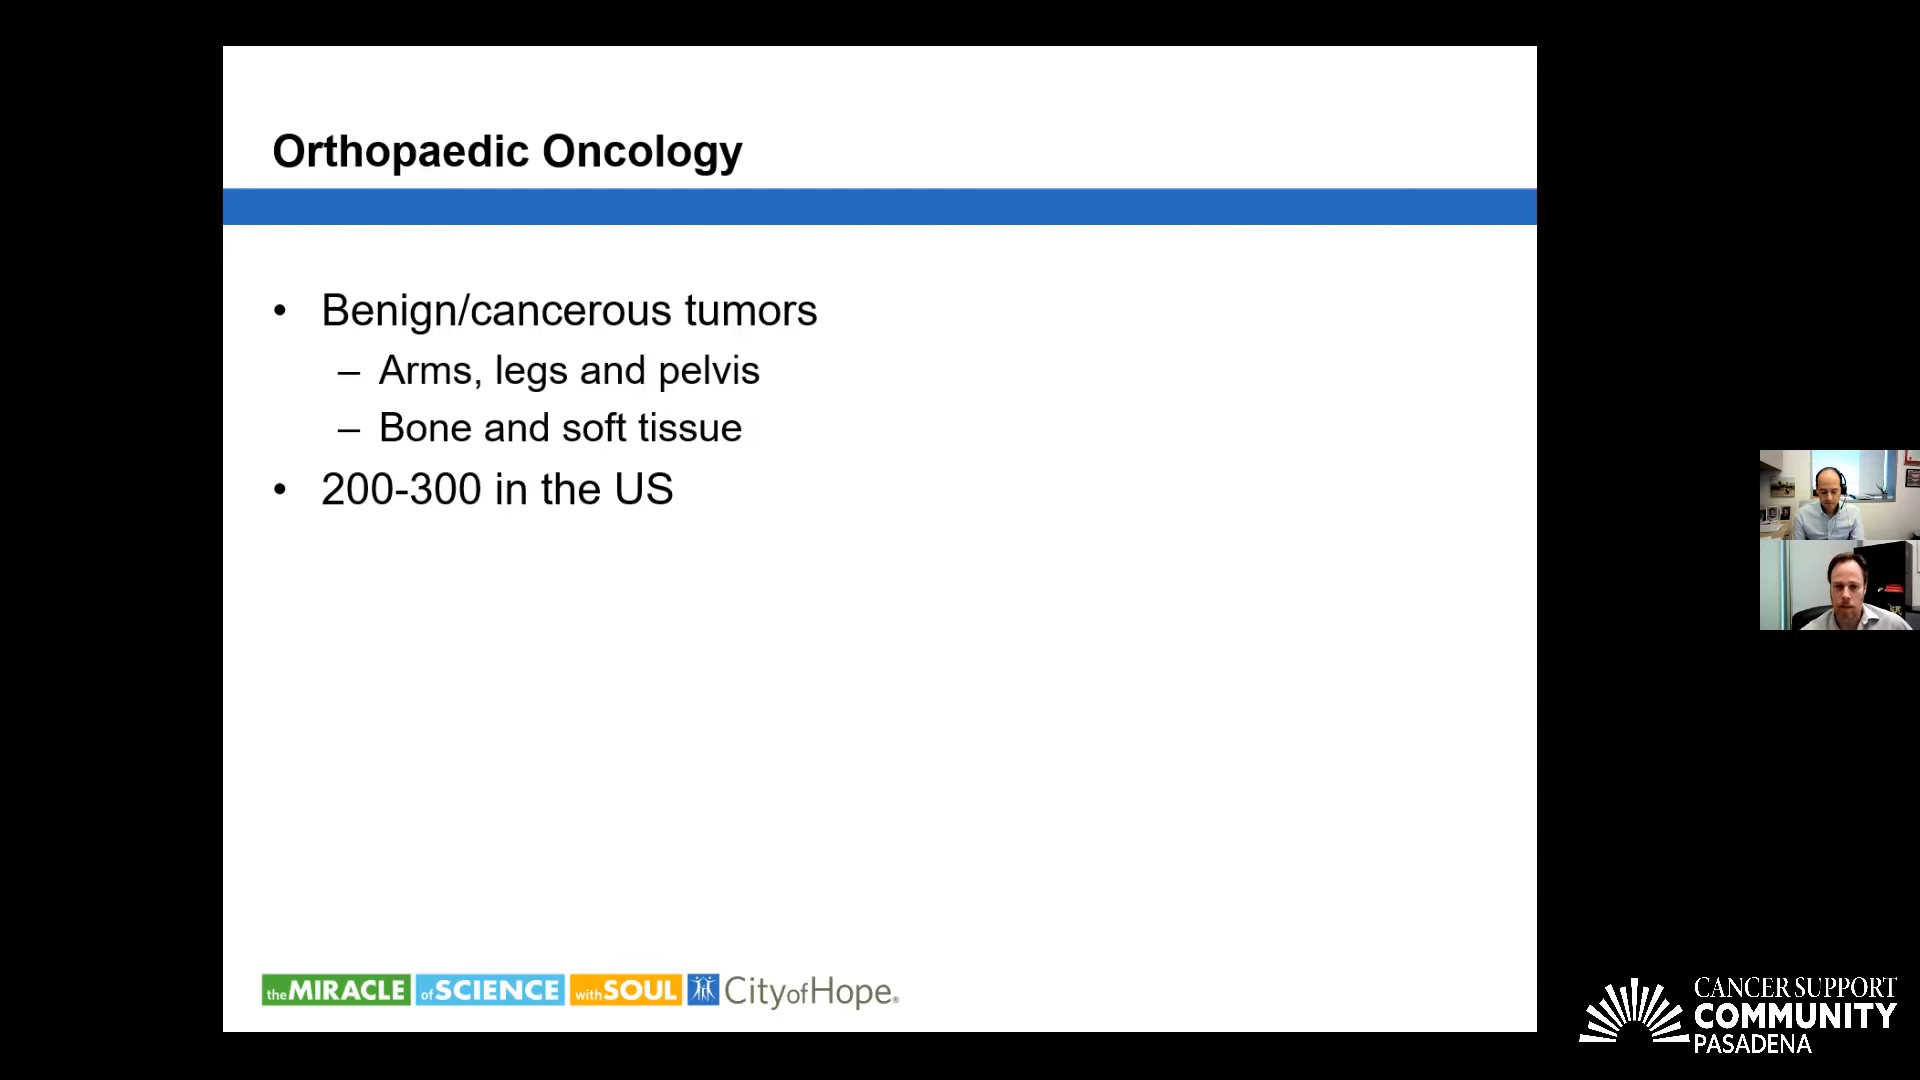 Orthopaedic Oncology
• Benign/cancerous tumors
– Arms, legs and pelvis
– Bone and soft tissue
• 200-300 in the US
the MIRACLE of SCIENCE with SOUL City of Hope®
CANCER SUPPORT
COMMUNITY
PASADENA